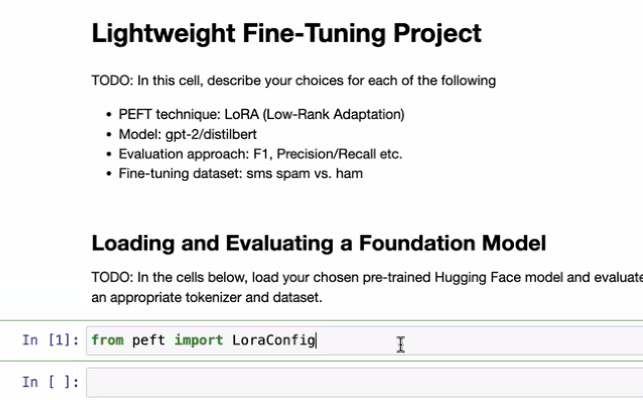 Lightweight Fine-Tuning Project
TODO: In this cell, describe your choices for each of the following
• PEFT technique: LoRA (Low-Rank Adaptation)
• Model: gpt-2/distilbert
• Evaluation approach: F1, Precision/Recall etc.
• Fine-tuning dataset: sms spam vs. ham
Loading and Evaluating a Foundation Model
TODO: In the cells below, load your chosen pre-trained Hugging Face model and evaluate
an appropriate tokenizer and dataset.
In [1]: from peft import LoraConfig
In [ ]: